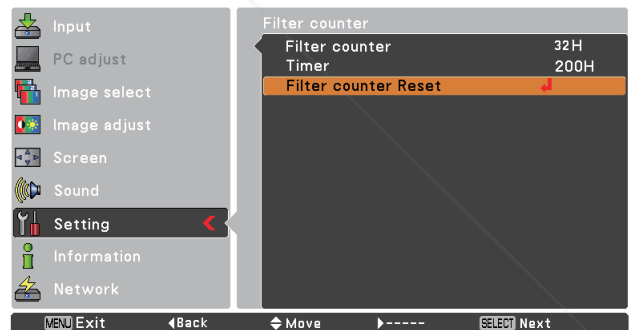 Input
PC adjust
Image select
Image adjust
Screen
Sound
Setting
Information
Network
Filter counter
Filter counter 32H
Timer 200H
Filter counter Reset
MENU Exit ◀Back Move ▶----- SELECT Next